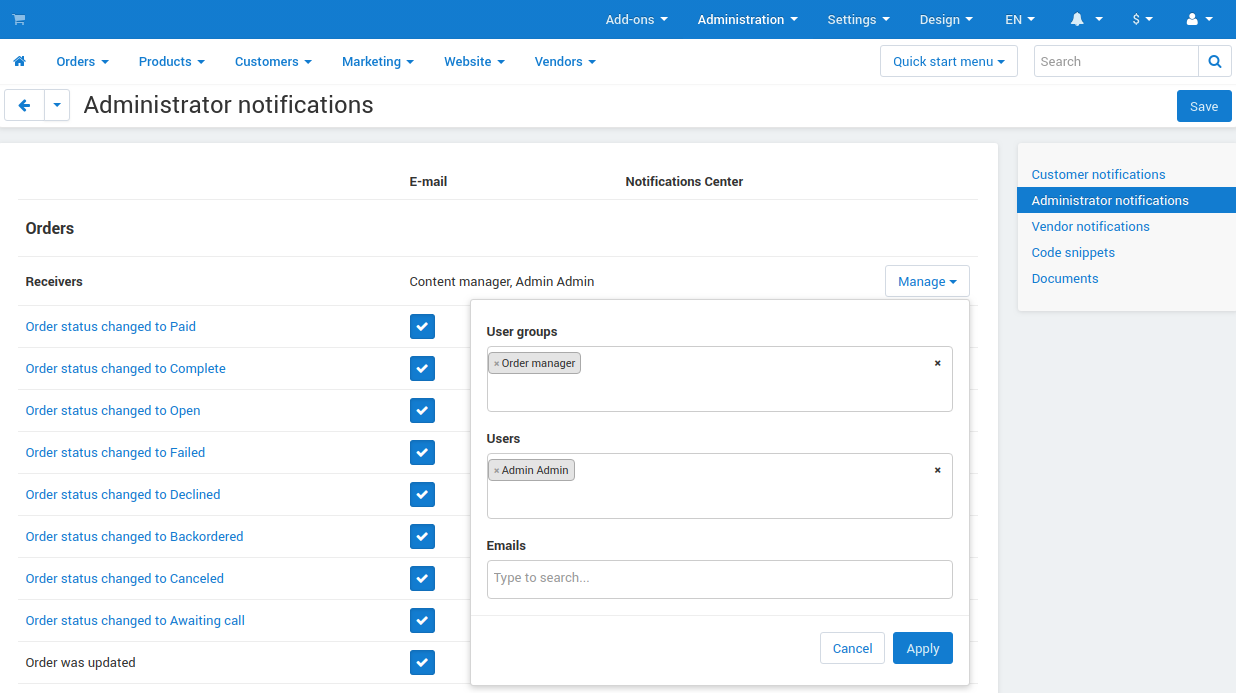 Add-ons Administration Settings Design EN $
Orders Products Customers Marketing Website Vendors Quick start menu Search
Administrator notifications Save
E-mail Notifications Center
Orders
Receivers Content manager, Admin Admin Manage
Order status changed to Paid
Order status changed to Complete
Order status changed to Open
Order status changed to Failed
Order status changed to Declined
Order status changed to Backordered
Order status changed to Canceled
Order status changed to Awaiting call
Order was updated
User groups
× Order manager ×
Users
× Admin Admin ×
Emails
Type to search...
Cancel Apply
Customer notifications
Administrator notifications
Vendor notifications
Code snippets
Documents